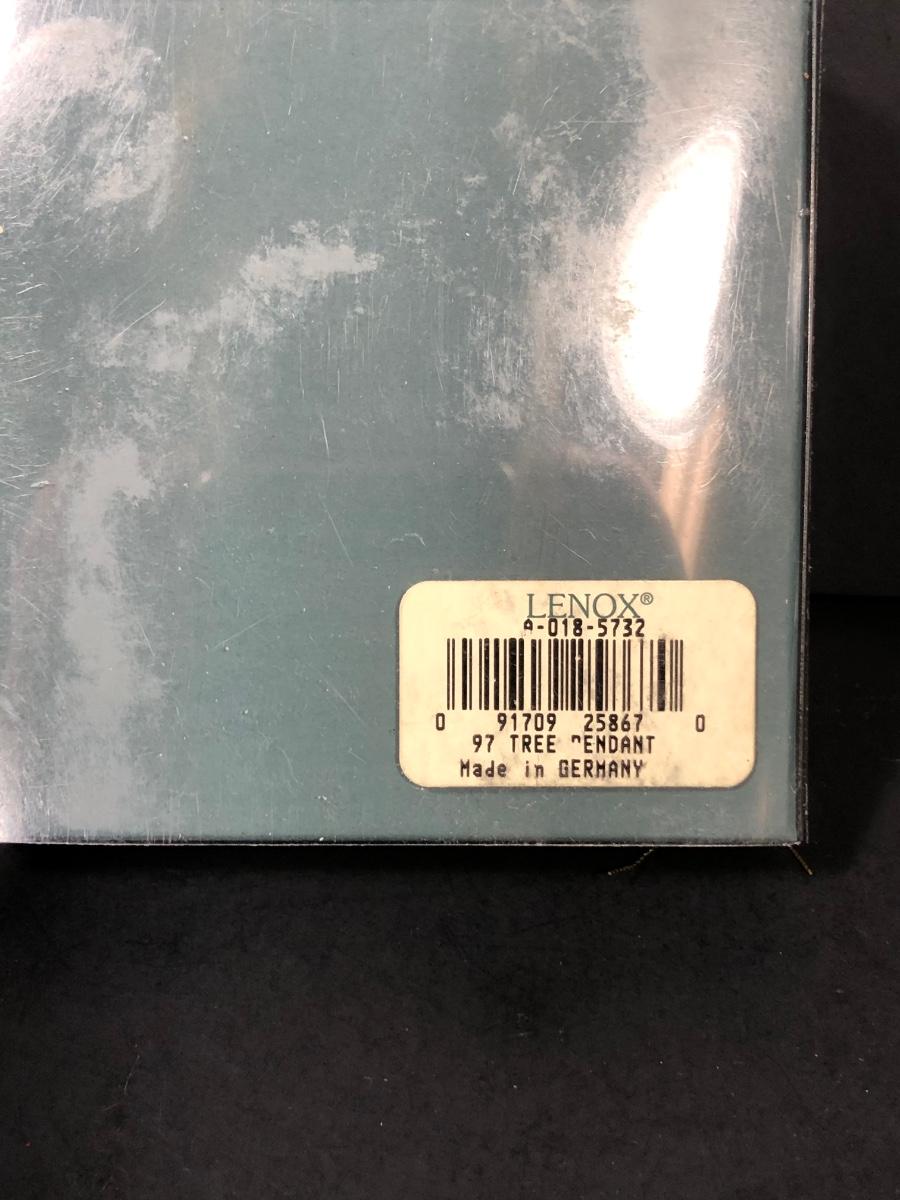 LENOX®
A-018-5732
0 91709 25867 0
97 TREE PENDANT
Made in GERMANY